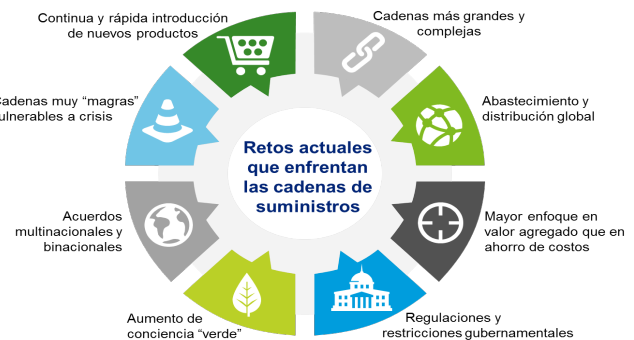 Continua y rápida introducción
de nuevos productos
Cadenas más grandes y
complejas
Cadenas muy “magras”
vulnerables a crisis
Abastecimiento y
distribución global
Retos actuales
que enfrentan
las cadenas de
suministros
Acuerdos
multinacionales y
binacionales
Mayor enfoque en
valor agregado que en
ahorro de costos
Aumento de
conciencia “verde”
Regulaciones y
restricciones gubernamentales